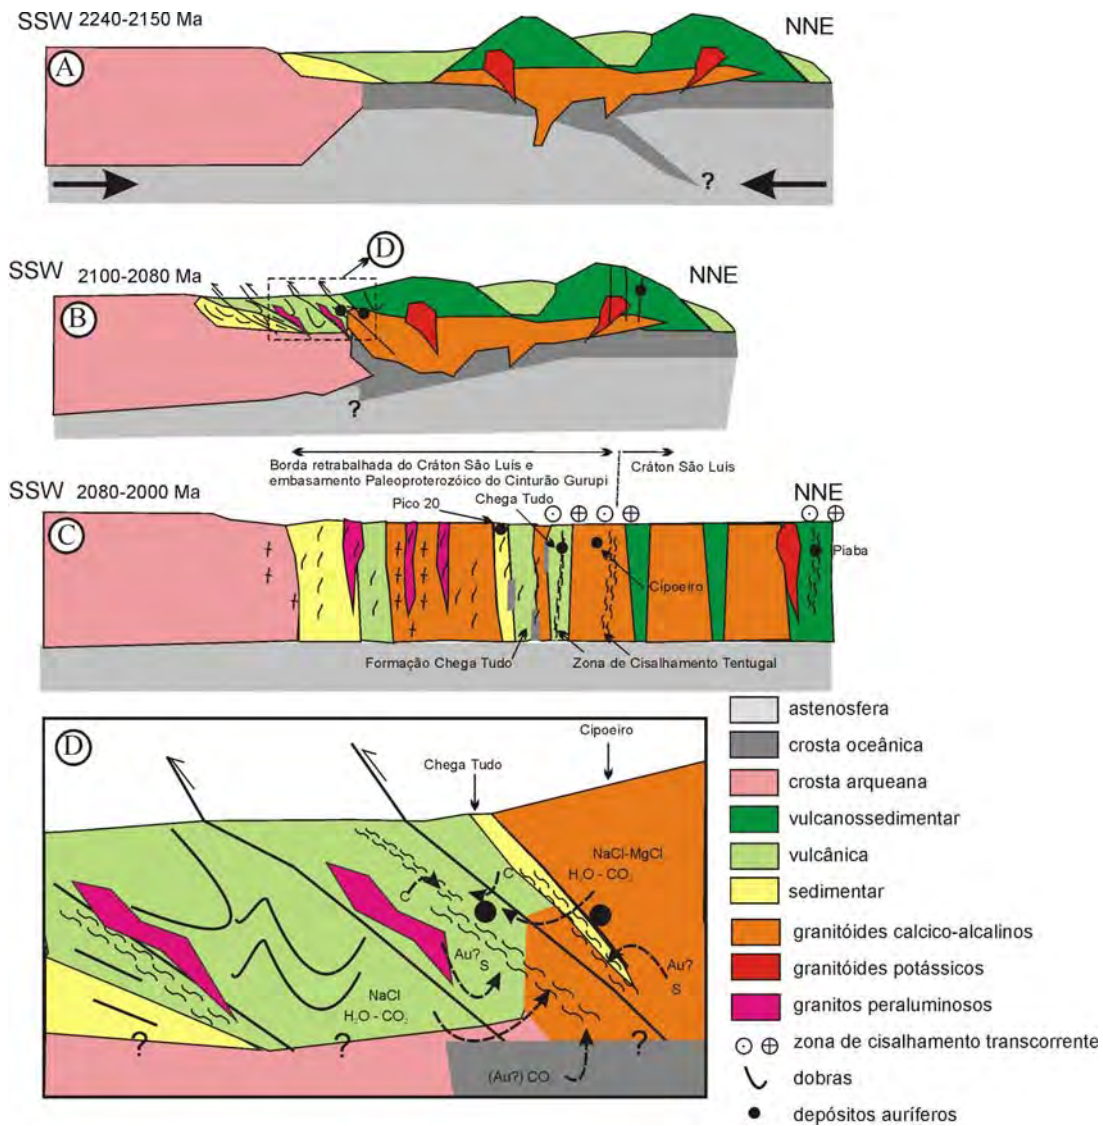 SSW 2240-2150 Ma
NNE
A
?
D
SSW 2100-2080 Ma
NNE
B
?
Borda retrabalhada do Cráton São Luís e
embasamento Paleoproterozóico do Cinturão Gurupi
Cráton São Luís
SSW 2080-2000 Ma
NNE
Pico 20
Chega Tudo
C
Piaba
Cipoeiro
Formação Chega Tudo
Zona de Cisalhamento Tentugal
D
Cipoeiro
Chega Tudo
NaCl-MgCl
H2O - CO2
C
C
Au?
S
Au?
S
NaCl
H2O - CO2
? ? ?
(Au?) CO
astenosfera
crosta oceânica
crosta arqueana
vulcanossedimentar
vulcânica
sedimentar
granitóides calcico-alcalinos
granitóides potássicos
granitos peraluminosos
zona de cisalhamento transcorrente
dobras
depósitos auríferos